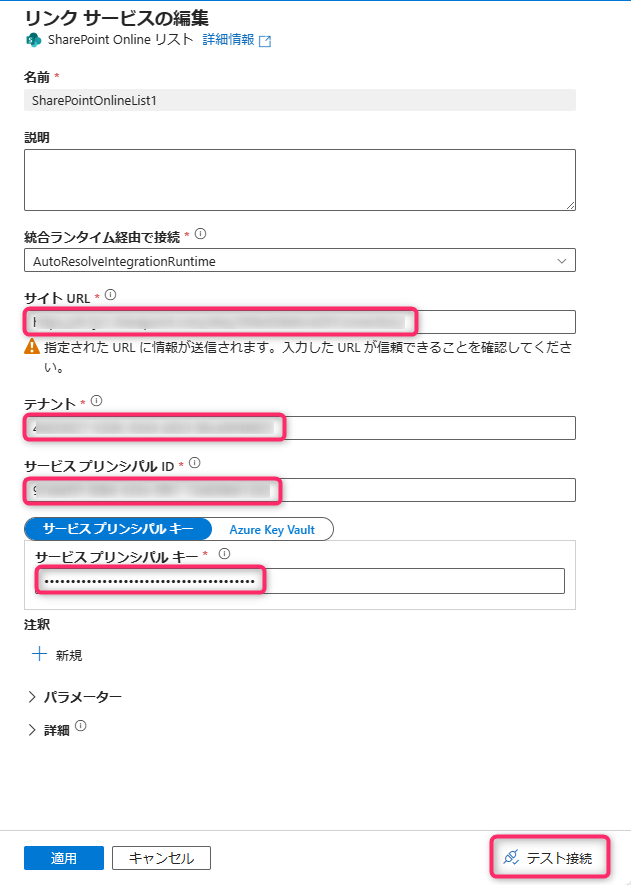 リンク サービスの編集
SharePoint Online リスト 詳細情報
名前 *
SharePointOnlineList1
説明
統合ランタイム経由で接続 *
AutoResolveIntegrationRuntime
サイト URL *
指定された URL に情報が送信されます。入力した URL が信頼できることを確認してくださ
い。
テナント *
サービス プリンシパル ID *
サービス プリンシパル キー Azure Key Vault
サービス プリンシパル キー *
••••••••••••••••••••••••••••••••••••••••
注釈
新規
パラメーター
詳細
適用 キャンセル テスト接続